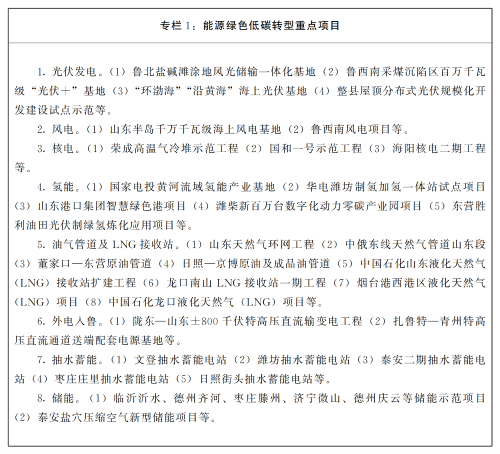 专栏1：能源绿色低碳转型重点项目
1. 光伏发电。（1）鲁北盐碱滩涂地风光储输一体化基地（2）鲁西南采煤沉陷区百万千瓦
级“光伏＋”基地（3）“环渤海”“沿黄海”海上光伏基地（4）整县屋顶分布式光伏规模化开
发建设试点示范等。
2. 风电。（1）山东半岛千万千瓦级海上风电基地（2）鲁西南风电项目等。
3. 核电。（1）荣成高温气冷堆示范工程（2）国和一号示范工程（3）海阳核电二期工程
等。
4. 氢能。（1）国家电投黄河流域氢能产业基地（2）华电潍坊制氢加氢一体站试点项目
（3）山东港口集团智慧绿色港项目（4）潍柴新百万台数字化动力零碳产业园项目（5）东营胜
利油田光伏制绿氢炼化应用项目等。
5. 油气管道及LNG接收站。（1）山东天然气环网工程（2）中俄东线天然气管道山东段
（3）董家口—东营原油管道（4）日照—京博原油及成品油管道（5）中国石化山东液化天然气
（LNG）接收站扩建工程（6）龙口南山LNG接收站一期工程（7）烟台港西港区液化天然气
（LNG）项目（8）中国石化龙口液化天然气（LNG）项目等。
6. 外电入鲁。（1）陇东—山东±800千伏特高压直流输变电工程（2）扎鲁特—青州特高
压直流通道送端配套电源基地等。
7. 抽水蓄能。（1）文登抽水蓄能电站（2）潍坊抽水蓄能电站（3）泰安二期抽水蓄能电
站（4）枣庄庄里抽水蓄能电站（5）日照街头抽水蓄能电站等。
8. 储能。（1）临沂沂水、德州齐河、枣庄滕州、济宁微山、德州庆云等储能示范项目
（2）泰安盐穴压缩空气新型储能项目等。